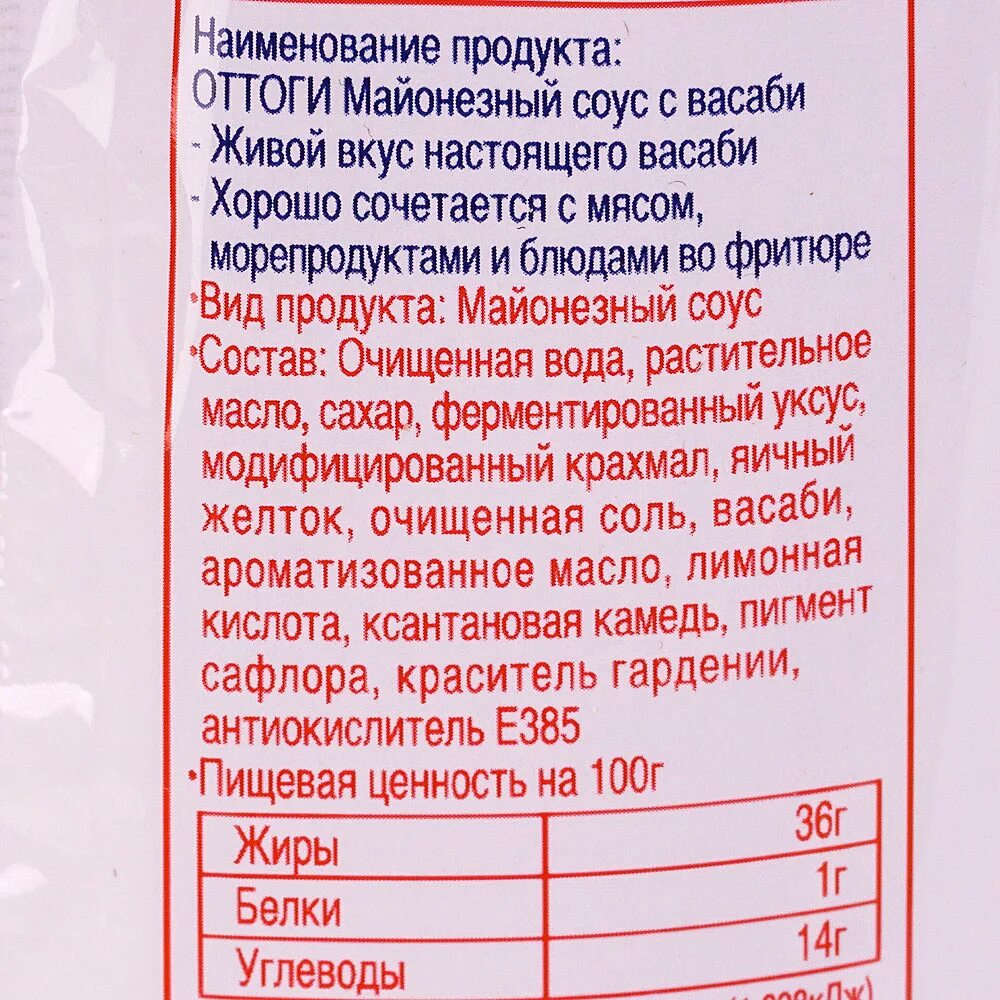 Наименование продукта:
ОТТОГИ Майонезный соус с васаби
- Живой вкус настоящего васаби
- Хорошо сочетается с мясом,
морепродуктами и блюдами во фритюре
•Вид продукта: Майонезный соус
•Состав: Очищенная вода, растительное
масло, сахар, ферментированный уксус,
модифицированный крахмал, яичный
желток, очищенная соль, васаби,
ароматизованное масло, лимонная
кислота, ксантановая камедь, пигмент
сафлора, краситель гардении,
антиокислитель Е385
•Пищевая ценность на 100г
Жиры 36г
Белки 1г
Углеводы 14г